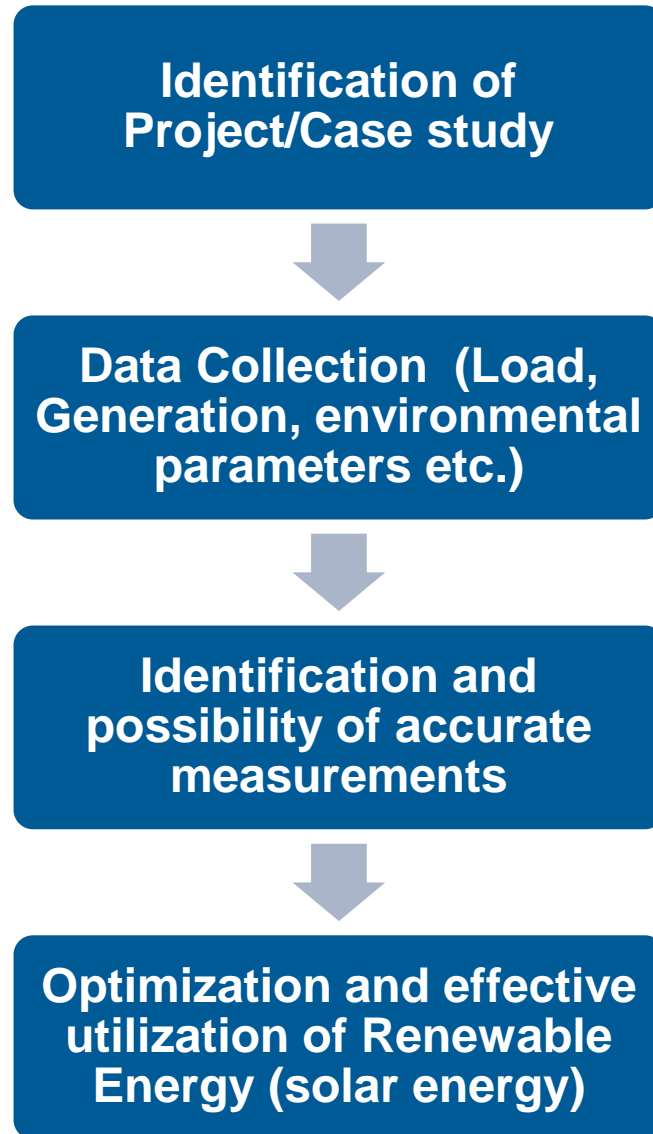 Identification of
Project/Case study
Data Collection (Load,
Generation, environmental
parameters etc.)
Identification and
possibility of accurate
measurements
Optimization and effective
utilization of Renewable
Energy (solar energy)